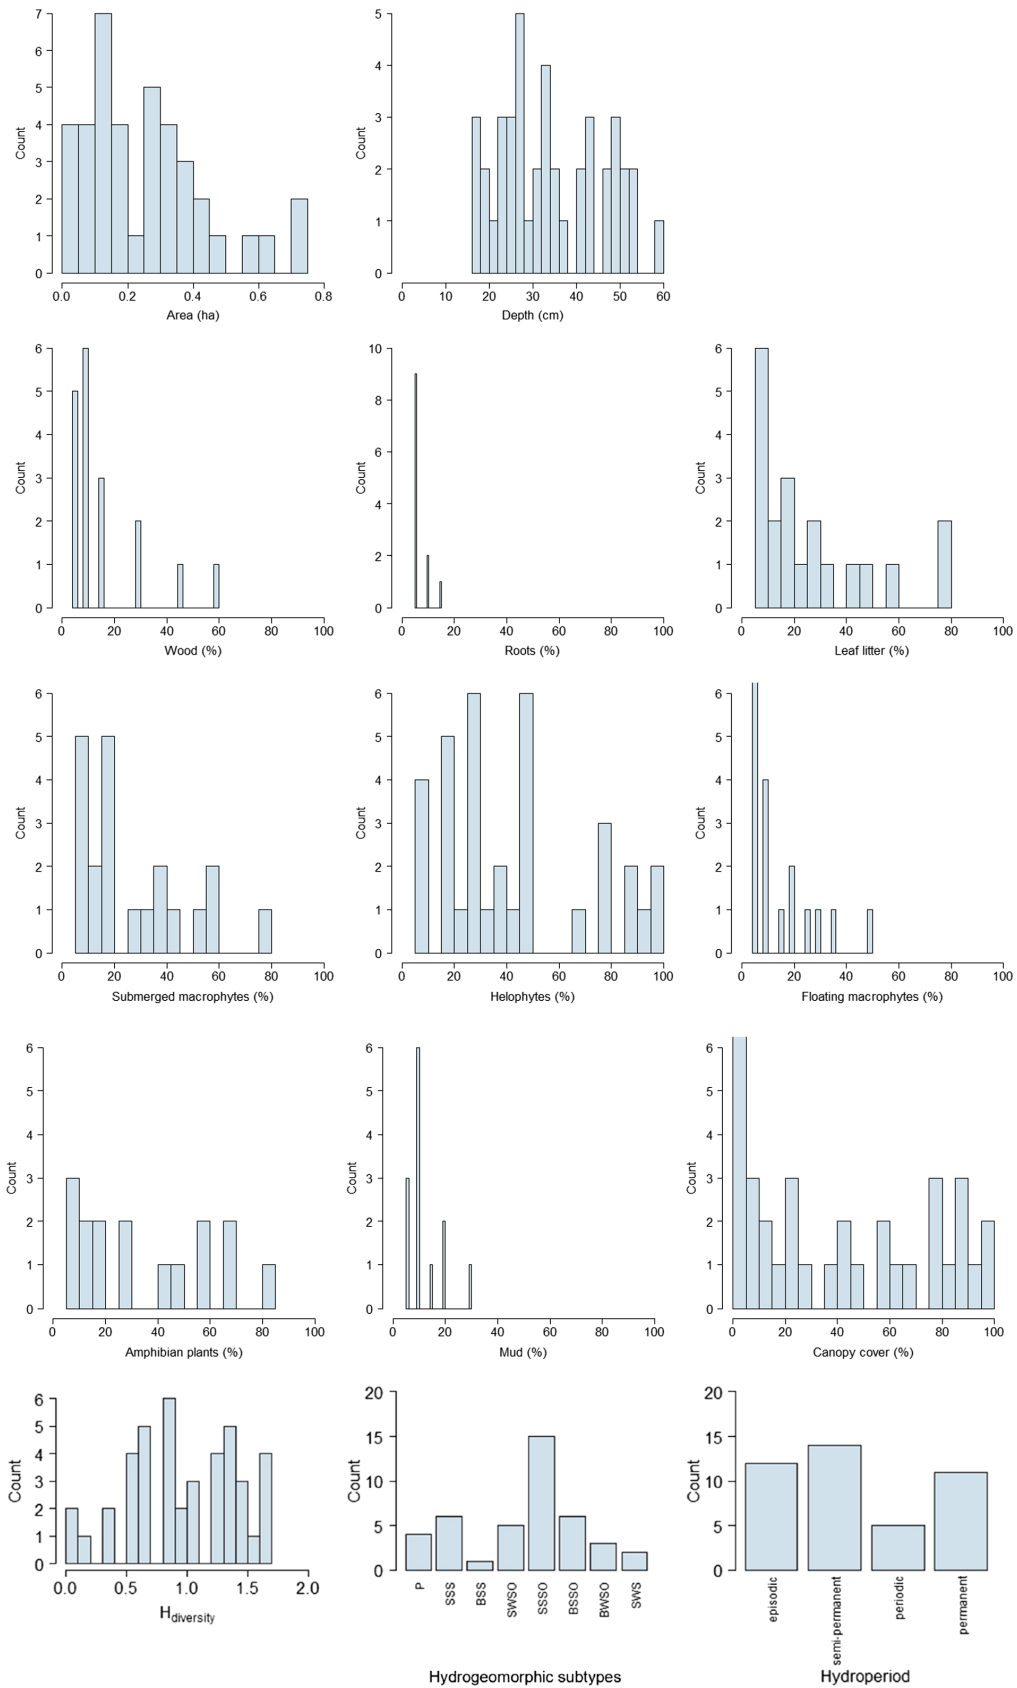 7
6
5
4
3
2
1
0
Count
0.0 0.2 0.4 0.6 0.8
Area (ha)
5
4
3
2
1
0
Count
0 10 20 30 40 50 60
Depth (cm)
6
5
4
3
2
1
0
Count
0 20 40 60 80 100
Wood (%)
10
8
6
4
2
0
Count
0 20 40 60 80 100
Roots (%)
6
5
4
3
2
1
0
Count
0 20 40 60 80 100
Leaf litter (%)
6
5
4
3
2
1
0
Count
0 20 40 60 80 100
Submerged macrophytes (%)
6
5
4
3
2
1
0
Count
0 20 40 60 80 100
Helophytes (%)
6
5
4
3
2
1
0
Count
0 20 40 60 80 100
Floating macrophytes (%)
6
5
4
3
2
1
0
Count
0 20 40 60 80 100
Amphibian plants (%)
6
5
4
3
2
1
0
Count
0 20 40 60 80 100
Mud (%)
6
5
4
3
2
1
0
Count
0 20 40 60 80 100
Canopy cover (%)
6
5
4
3
2
1
0
Count
0.0 0.5 1.0 1.5 2.0
Hdiversity
20
15
10
5
0
Count
P
SSS
BSS
SWSO
SSSO
BSSO
BWSO
SWS
Hydrogeomorphic subtypes
20
15
10
5
0
Count
episodic
semi-permanent
periodic
permanent
Hydroperiod